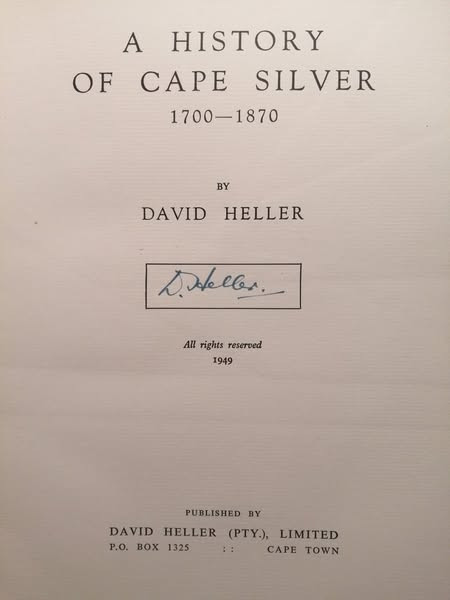 A HISTORY
OF CAPE SILVER
1700—1870
BY
DAVID HELLER
D. Heller.
All rights reserved
1949
PUBLISHED BY
DAVID HELLER (PTY.), LIMITED
P.O. BOX 1325 :: CAPE TOWN